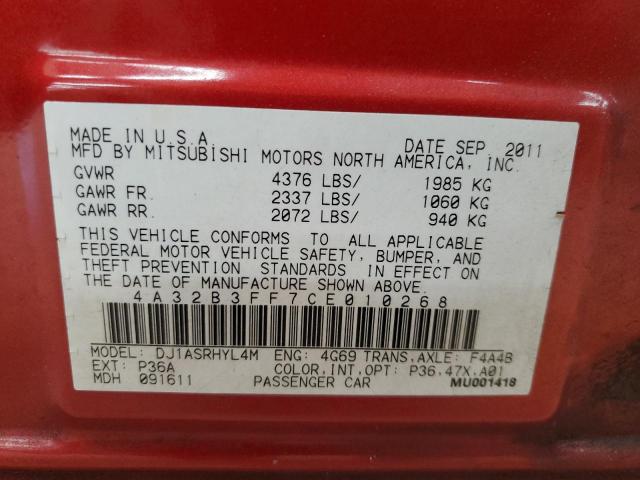 MADE IN U.S.A DATE SEP. 2011
MFD BY MITSUBISHI MOTORS NORTH AMERICA, INC.
GVWR 4376 LBS/ 1985 KG
GAWR FR. 2337 LBS/ 1060 KG
GAWR RR. 2072 LBS/ 940 KG
THIS VEHICLE CONFORMS TO ALL APPLICABLE
FEDERAL MOTOR VEHICLE SAFETY, BUMPER, AND
THEFT PREVENTION STANDARDS IN EFFECT ON
THE DATE OF MANUFACTURE SHOWN ABOVE.
4A32B3FF7CE010268
MODEL: DJ1ASRHYL4M ENG: 4G69 TRANS,AXLE: F4A4B
EXT: P36A COLOR,INT,OPT: P36,47X,A01
MDH 091611 PASSENGER CAR MU001418